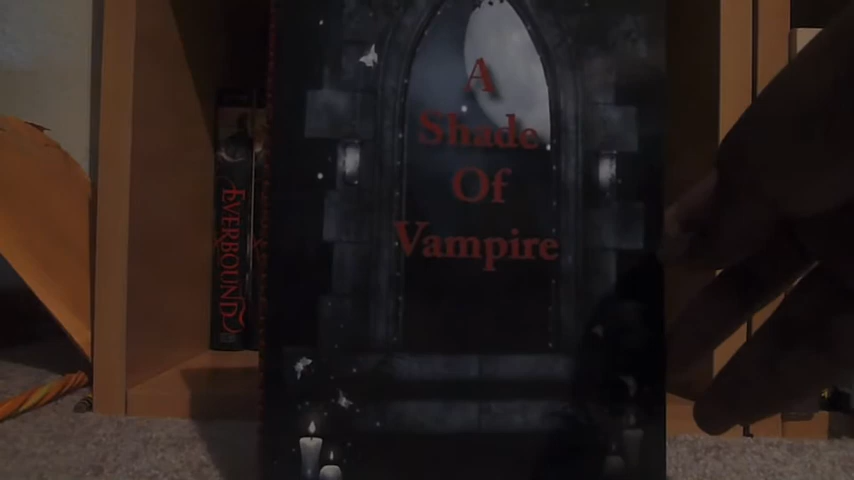 A
Shade
Of
Vampire
EVERBOUND